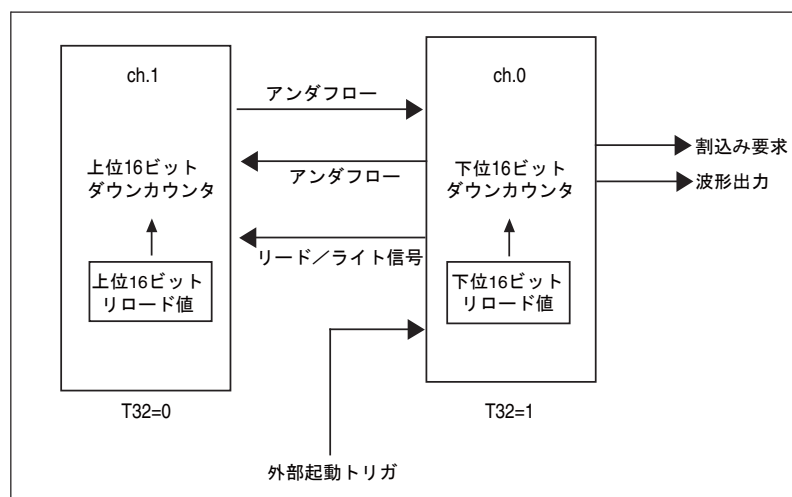 ch.1
上位16ビット
ダウンカウンタ
上位16ビット
リロード値
T32=0
アンダフロー
アンダフロー
リード／ライト信号
外部起動トリガ
ch.0
下位16ビット
ダウンカウンタ
下位16ビット
リロード値
T32=1
割込み要求
波形出力